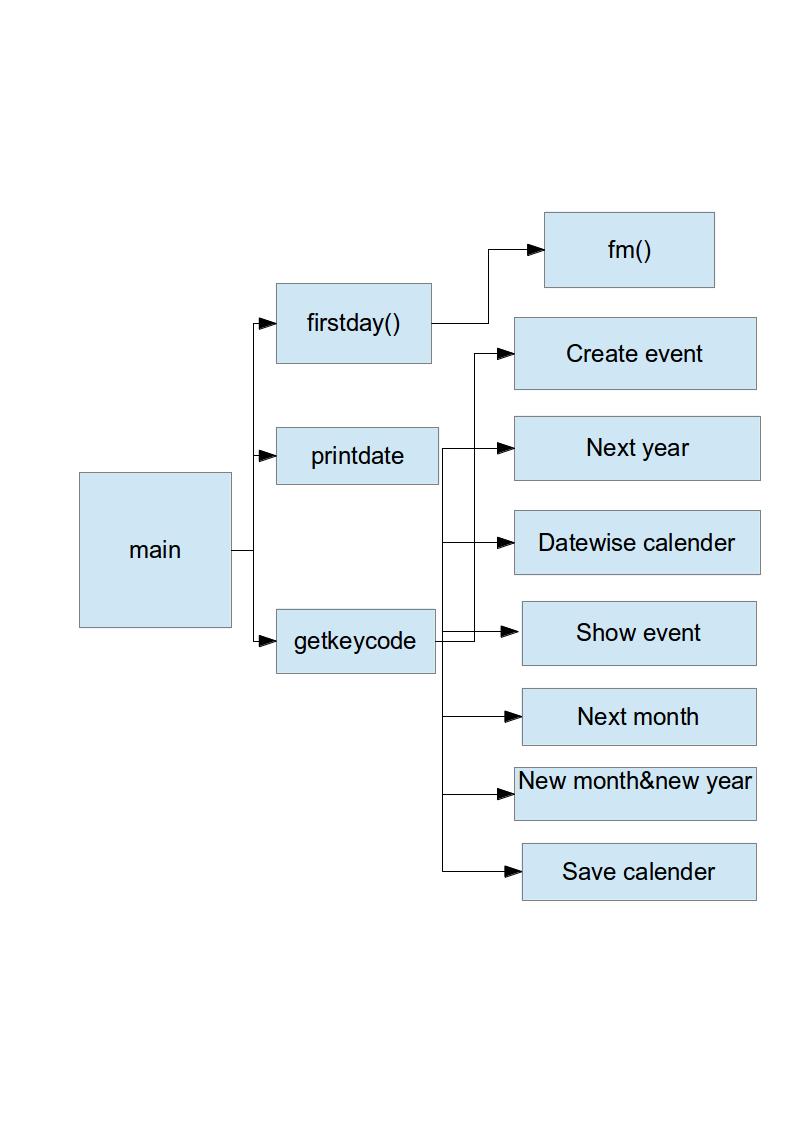 fm()
firstday()
Create event
printdate
Next year
main
Datewise calender
getkeycode
Show event
Next month
New month&new year
Save calender